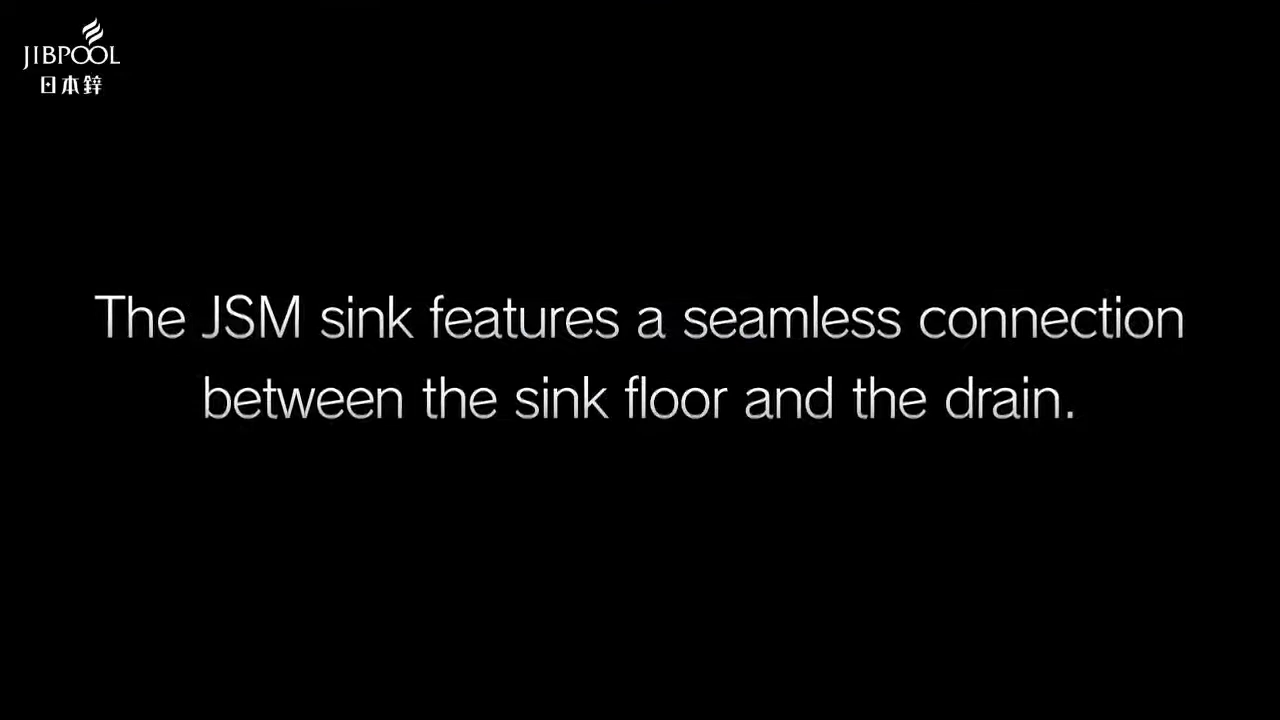 JIBPOOL
日本鋅
The JSM sink features a seamless connection
between the sink floor and the drain.